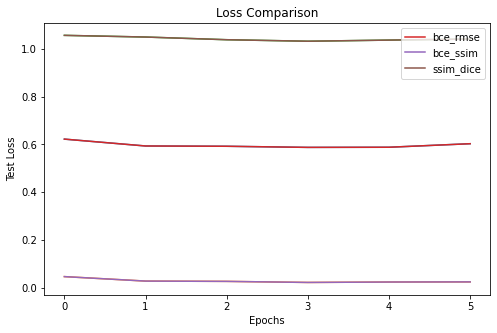 Loss Comparison
bce_rmse
bce_ssim
ssim_dice
Test Loss
1.0
0.8
0.6
0.4
0.2
0.0
0 1 2 3 4 5
Epochs